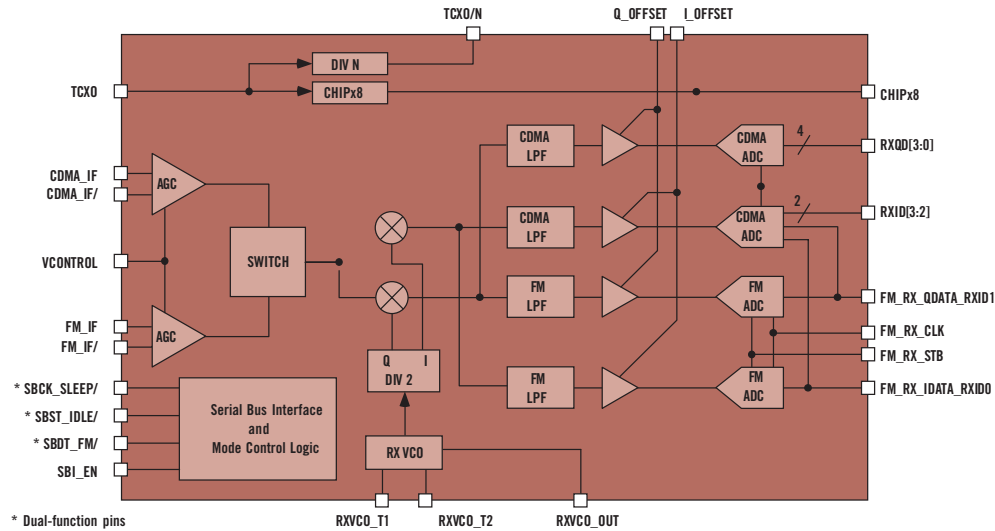 TCXO/N
Q_OFFSET
I_OFFSET
DIV N
TCXO
CHIPx8
CHIPx8
4
CDMA
LPF
CDMA
ADC
RXQD[3:0]
CDMA_IF
CDMA_IF/
AGC
2
CDMA
LPF
CDMA
ADC
RXID[3:2]
VCONTROL
SWITCH
FM
LPF
FM
ADC
FM_RX_QDATA_RXID1
FM_IF
FM_IF/
AGC
FM_RX_CLK
FM_RX_STB
Q I
DIV 2
FM
LPF
FM
ADC
FM_RX_IDATA_RXID0
* SBCK_SLEEP/
* SBST_IDLE/
* SBDT_FM/
SBI_EN
Serial Bus Interface
and
Mode Control Logic
RX VCO
* Dual-function pins
RXVCO_T1
RXVCO_T2
RXVCO_OUT